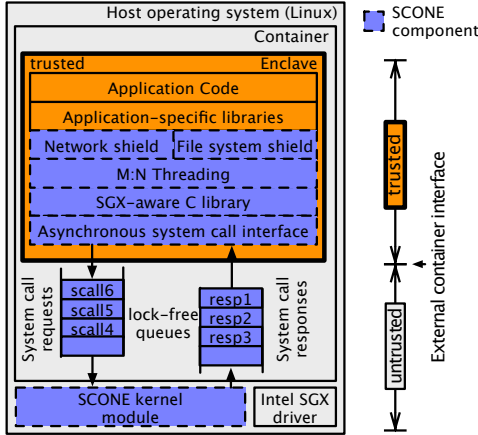 Host operating system (Linux)
SCONE
component
Container
trusted
Enclave
Application Code
Application-specific libraries
Network shield
File system shield
M:N Threading
SGX-aware C library
Asynchronous system call interface
System call
requests
scall6
scall5
scall4
lock-free
queues
resp1
resp2
resp3
System call
responses
SCONE kernel
module
Intel SGX
driver
trusted
untrusted
External container interface